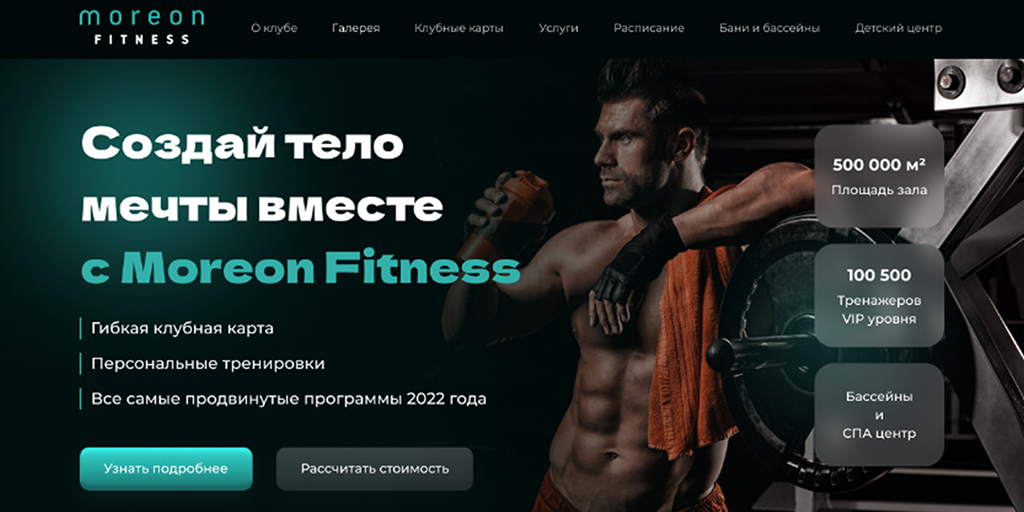 moreon
FITNESS
О клубе
Галерея
Клубные карты
Услуги
Расписание
Бани и бассейны
Детский центр
Создай тело
мечты вместе
с Moreon Fitness
Гибкая клубная карта
Персональные тренировки
Все самые продвинутые программы 2022 года
Узнать подробнее
Рассчитать стоимость
500 000 м²
Площадь зала
100 500
Тренажеров
VIP уровня
Бассейны
и
СПА центр